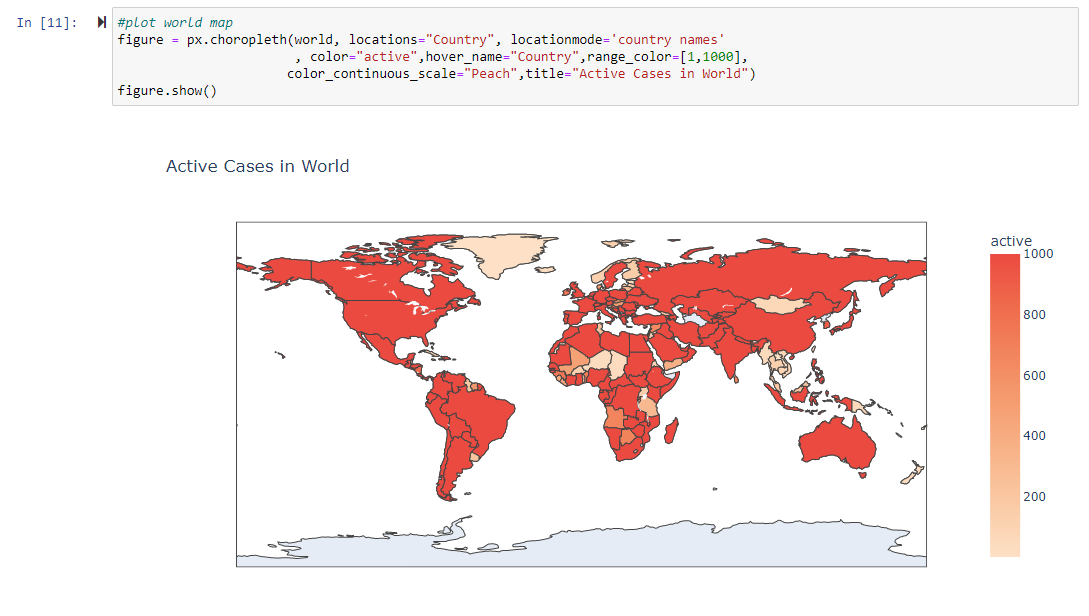 In [11]:
#plot world map
figure = px.choropleth(world, locations="Country", locationmode='country names'
, color="active",hover_name="Country",range_color=[1,1000],
color_continuous_scale="Peach",title="Active Cases in World")
figure.show()
Active Cases in World
active
1000
800
600
400
200